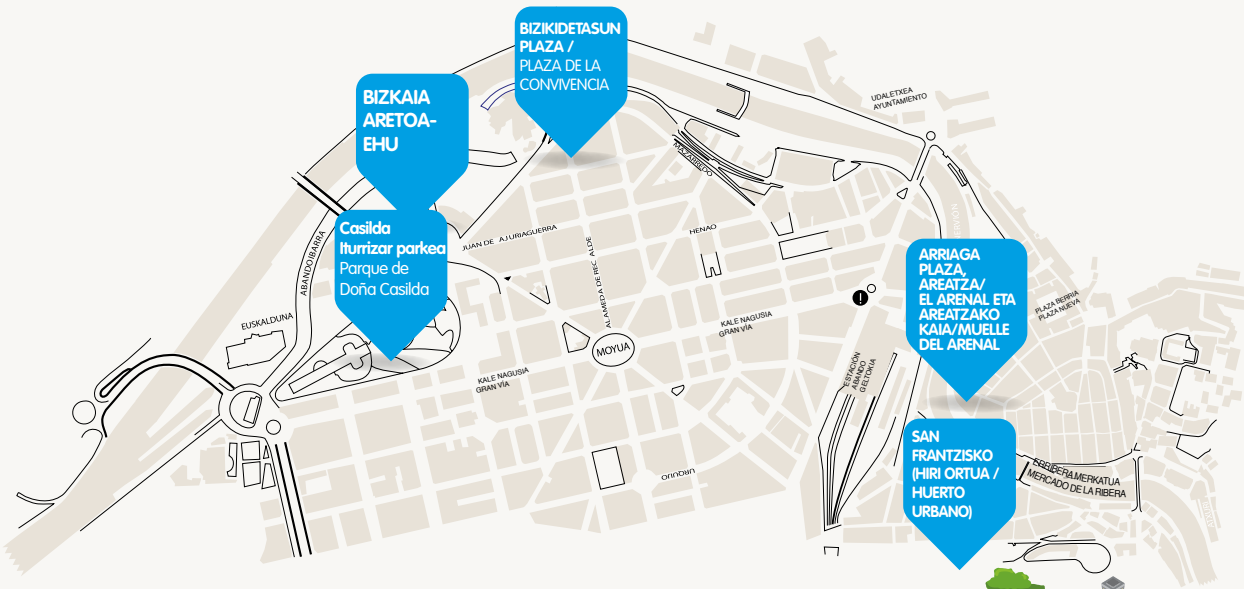 BIZIKIDETASUN
PLAZA /
PLAZA DE LA
CONVIVENCIA
BIZKAIA
ARETOA-
EHU
UDALETXEA
AYUNTAMIENTO
MAZARREDO
Casilda
Iturrizar parkea
Parque de
Doña Casilda
ABANDOIBARRA
JUAN DE AJURIAGUERRA
HENAO
ALAMEDA DE RECALDE
ARRIAGA
PLAZA,
AREATZA/
EL ARENAL ETA
AREATZAKO
KAIA/MUELLE
DEL ARENAL
PLAZA BERRIA
PLAZA NUEVA
!
EUSKALDUNA
KALE NAGUSIA
GRAN VÍA
MOYUA
KALE NAGUSIA
GRAN VÍA
ESTACIÓN
ABANDO
GELTOKIA
SAN
FRANTZISKO
(HIRI ORTUA /
HUERTO
URBANO)
URQUIJO
ERRIBERA MERKATUA
MERCADO DE LA RIBERA